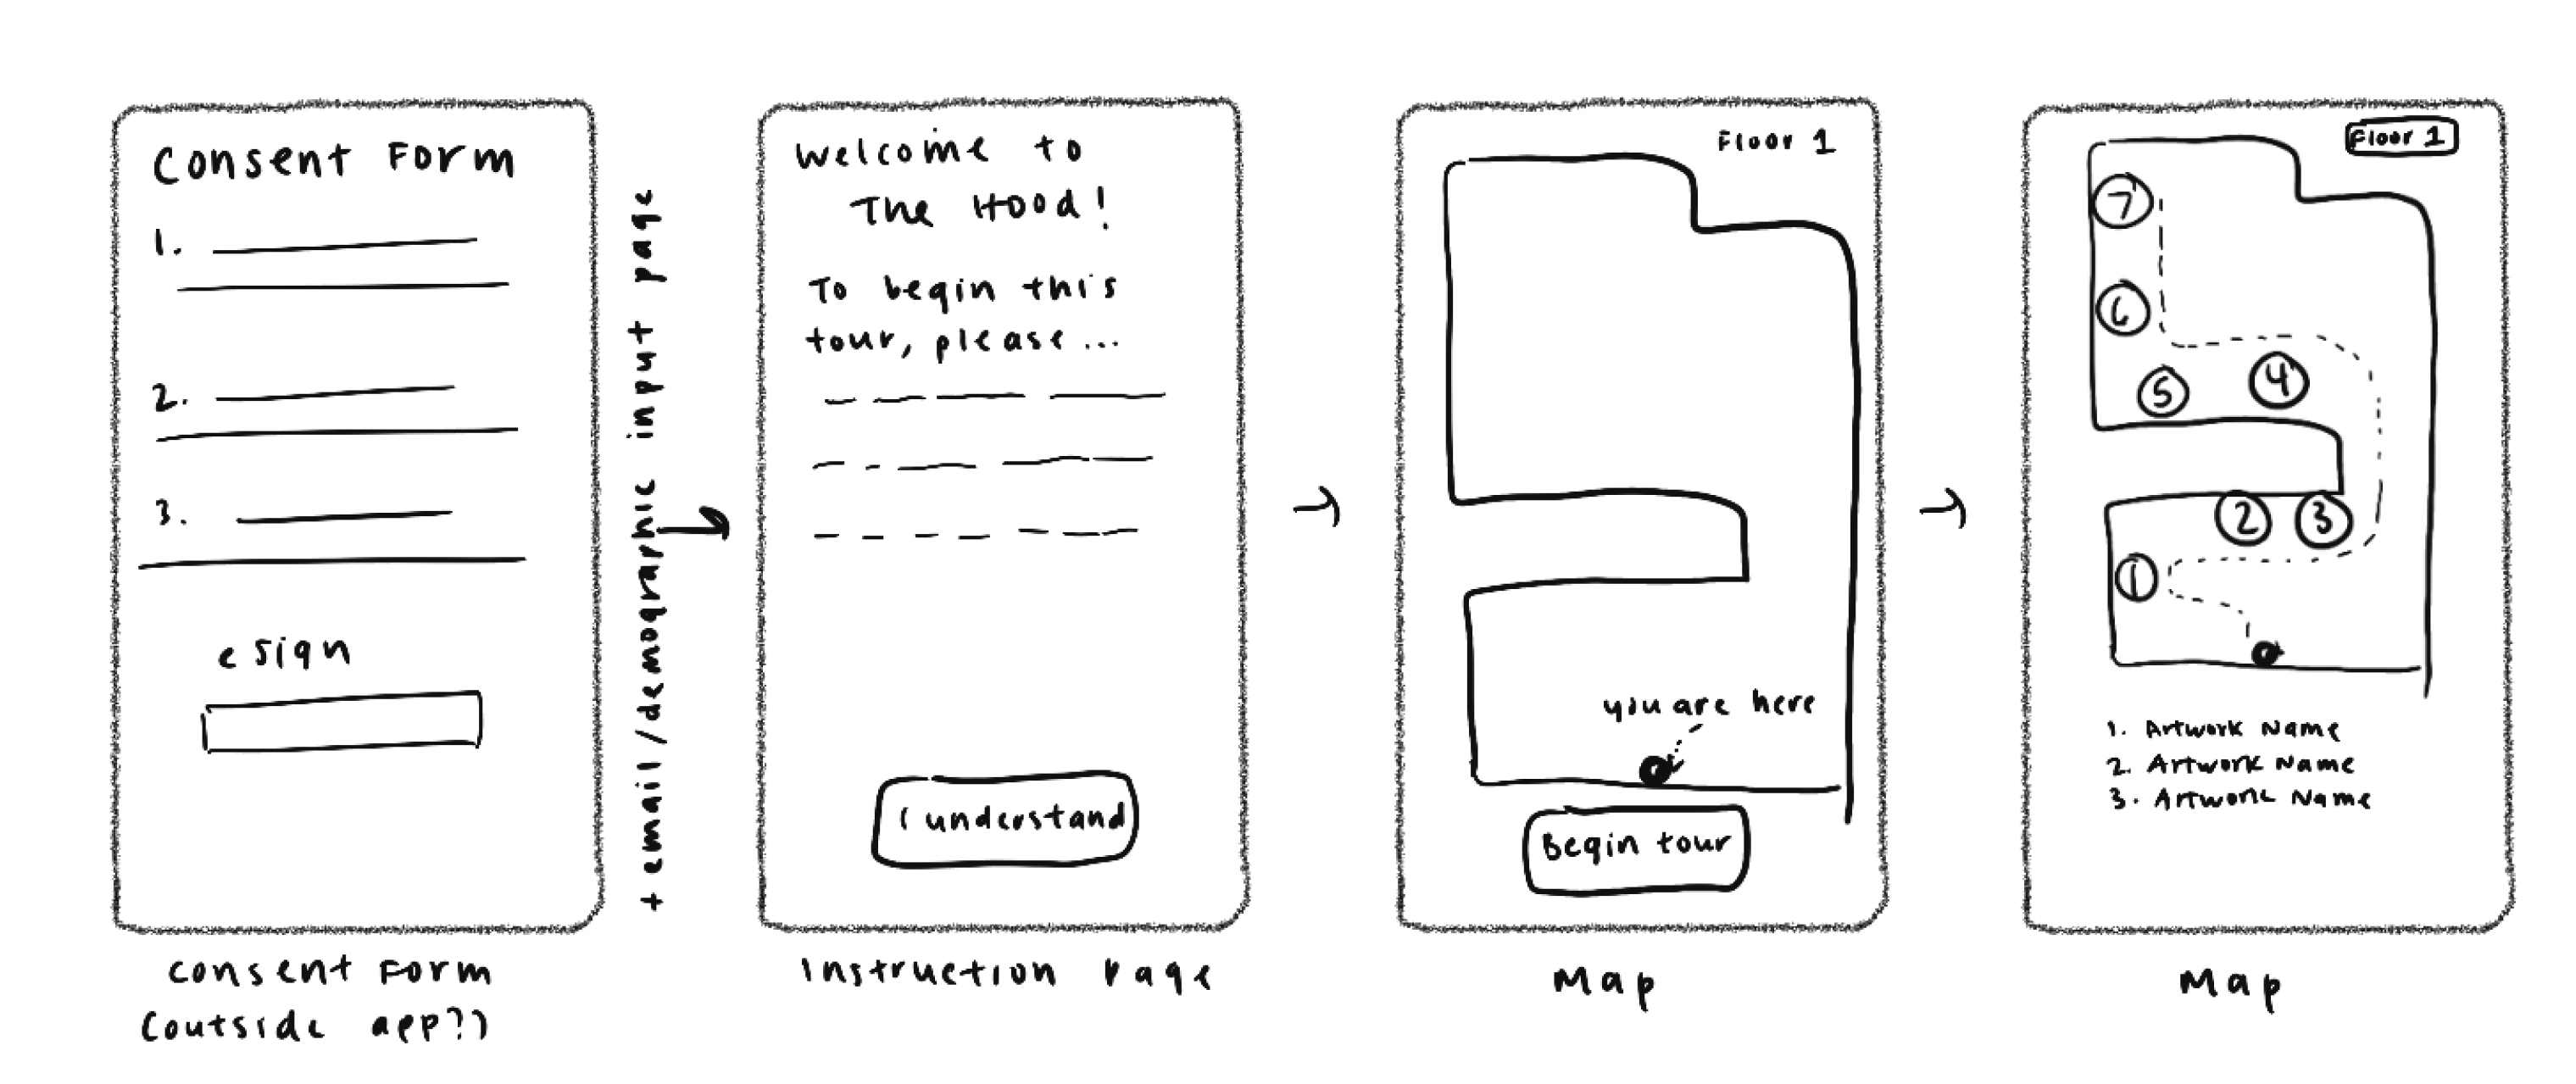 Consent Form
1.
2.
3.
e sign
consent Form
(outside app?)
+ email/demographic input page
Welcome to
The Hood!
To begin this
tour, please...
I understand
Instruction Page
Floor 1
you are here
Begin tour
Map
Floor 1
7
6
5
4
2
3
1
1. Artwork Name
2. Artwork Name
3. Artwork Name
Map